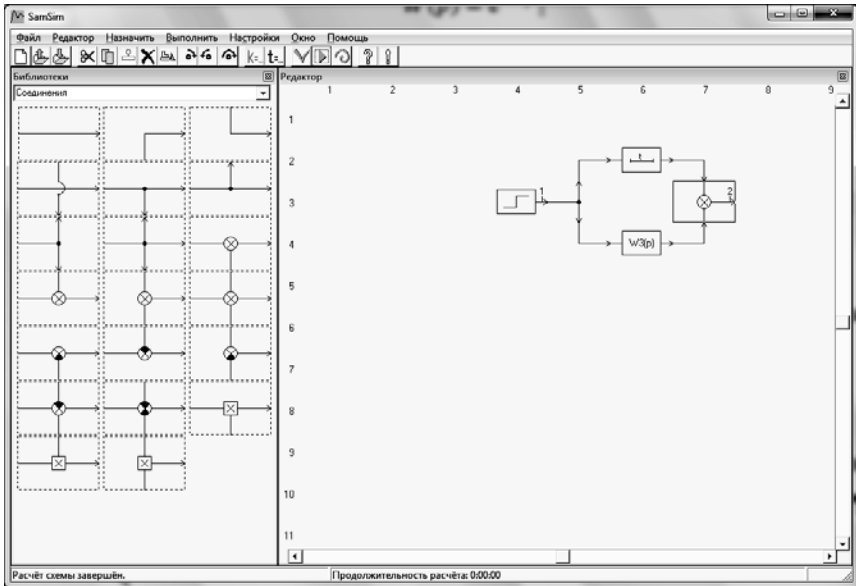 SamSim
Файл Редактор Назначить Выполнить Настройки Окно Помощь
k=.. t=..
Библиотеки
Соединения
Редактор
1 2 3 4 5 6 7 8 9
1
2
3
4
5
6
7
8
9
10
11
t
1
2
W3(p)
Расчёт схемы завершён.
Продолжительность расчёта: 0:00:00